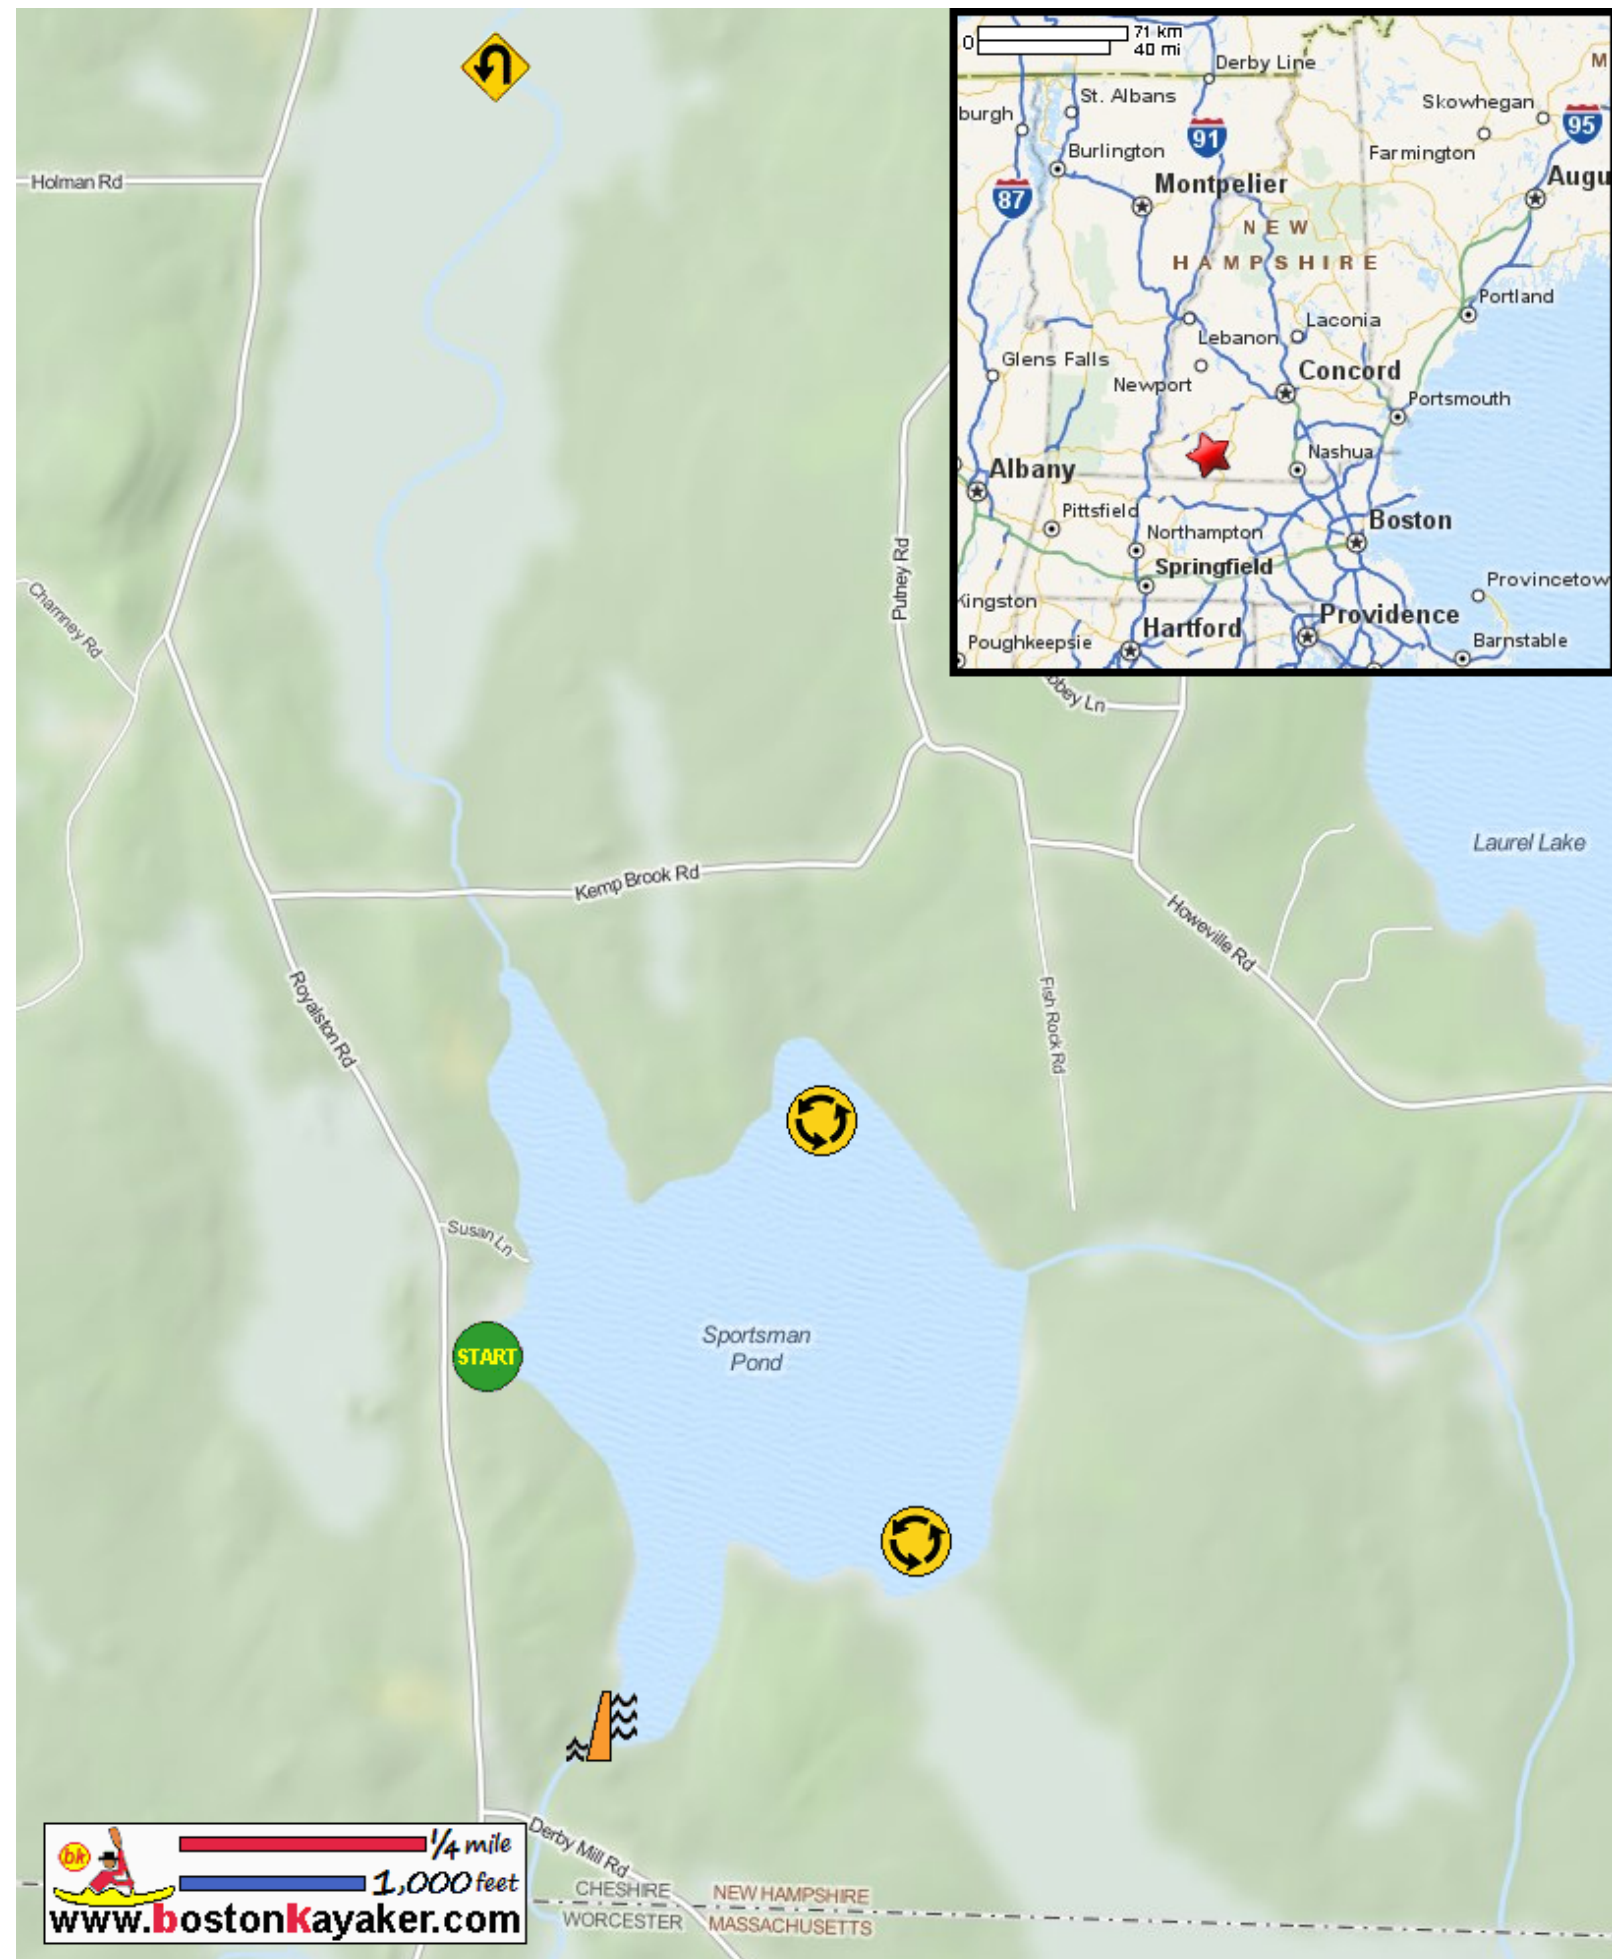 0
71 km
40 mi
Derby Line
St. Albans
burgh
Skowhegan
M
95
91
Farmington
Burlington
87
Montpelier
Augu
NEW
HAMPSHIRE
Portland
Laconia
Lebanon
Glens Falls
Newport
Concord
Portsmouth
Nashua
Albany
Pittsfield
Boston
Northampton
Springfield
Provincetow
Kingston
Providence
Hartford
Poughkeepsie
Barnstable
Holman Rd
Putney Rd
Chamney Rd
bbey Ln
Laurel Lake
Kemp Brook Rd
Howeville Rd
Royalston Rd
Fish Rock Rd
Susan Ln
START
Sportsman
Pond
Derby Mill Rd
bk
1/4 mile
1,000 feet
www.bostonkayaker.com
CHESHIRE NEW HAMPSHIRE
WORCESTER MASSACHUSETTS